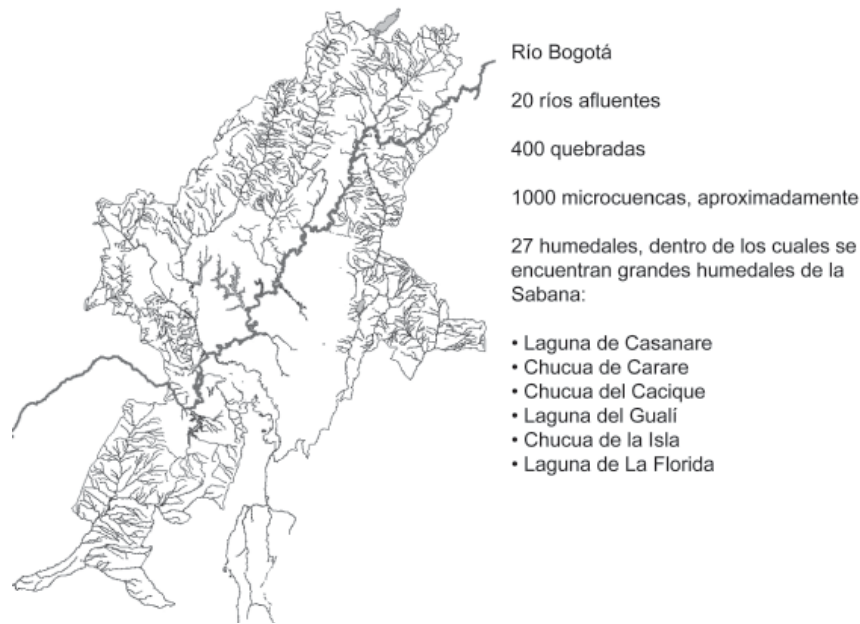 Río Bogotá
20 ríos afluentes
400 quebradas
1000 microcuencas, aproximadamente
27 humedales, dentro de los cuales se
encuentran grandes humedales de la
Sabana:
• Laguna de Casanare
• Chucua de Carare
• Chucua del Cacique
• Laguna del Gualí
• Chucua de la Isla
• Laguna de La Florida